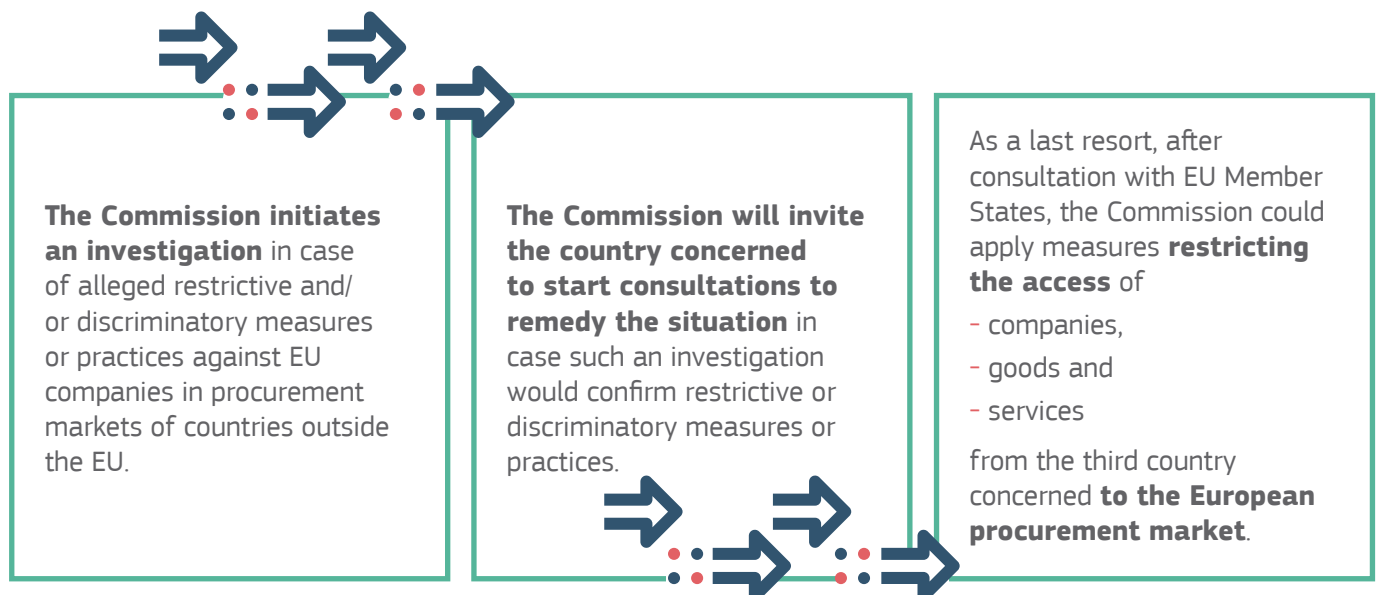 The Commission initiates
an investigation in case
of alleged restrictive and/
or discriminatory measures
or practices against EU
companies in procurement
markets of countries outside
the EU.
The Commission will invite
the country concerned
to start consultations to
remedy the situation in
case such an investigation
would confirm restrictive or
discriminatory measures or
practices.
As a last resort, after
consultation with EU Member
States, the Commission could
apply measures restricting
the access of
- companies,
- goods and
- services
from the third country
concerned to the European
procurement market.